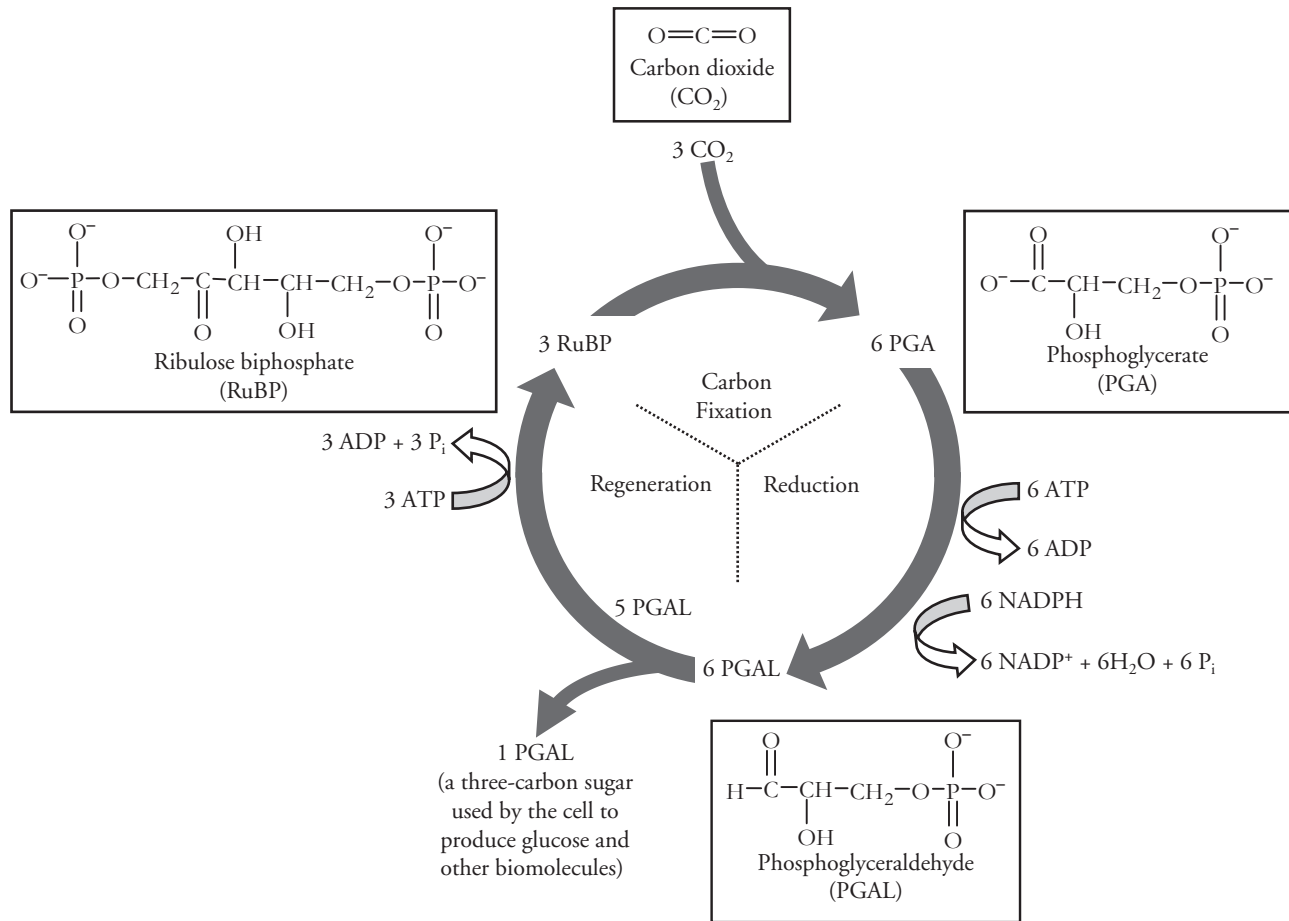 O=C=O
Carbon dioxide
(CO₂)
3 CO₂
O⁻
O⁻—P—O—CH₂—C—CH—CH—CH₂—O—P—O⁻
O
OH
O
OH
O⁻
O
Ribulose biphosphate
(RuBP)
O
O⁻—C—CH—CH₂—O—P—O⁻
OH
O⁻
O
Phosphoglycerate
(PGA)
3 RuBP
6 PGA
Carbon
Fixation
Regeneration
Reduction
3 ADP + 3 Pᵢ
3 ATP
6 ATP
6 ADP
6 NADPH
6 NADP⁺ + 6H₂O + 6 Pᵢ
5 PGAL
6 PGAL
1 PGAL
(a three-carbon sugar
used by the cell to
produce glucose and
other biomolecules)
O
H—C—CH—CH₂—O—P—O⁻
OH
O⁻
O
Phosphoglyceraldehyde
(PGAL)